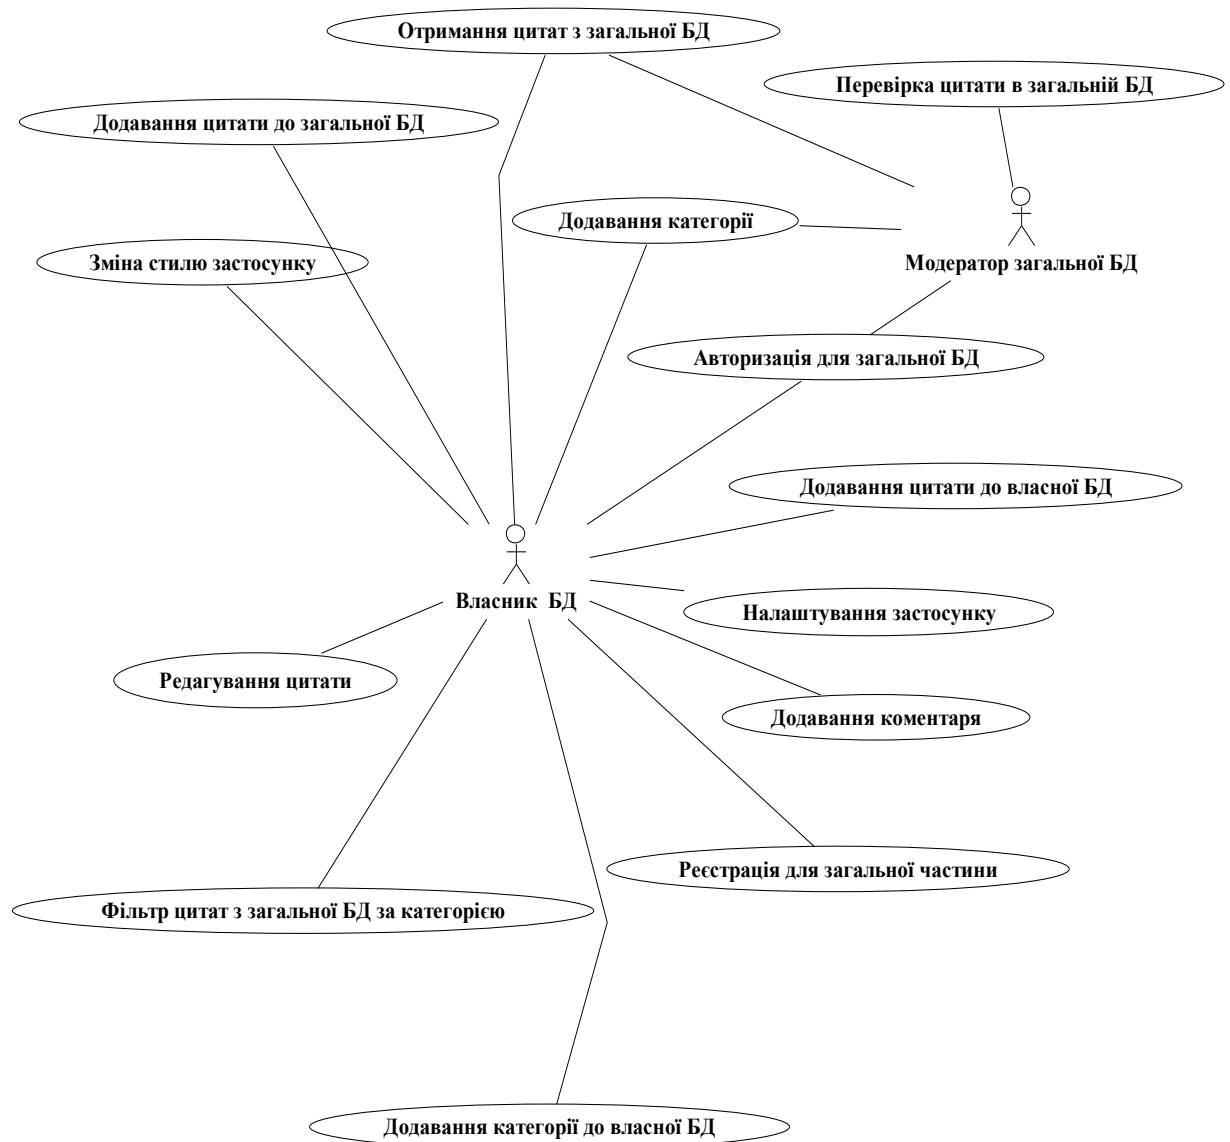 Отримання цитат з загальної БД
Перевірка цитати в загальній БД
Додавання цитати до загальної БД
Додавання категорії
Зміна стилю застосунку
Модератор загальної БД
Авторизація для загальної БД
Додавання цитати до власної БД
Власник БД
Налаштування застосунку
Редагування цитати
Додавання коментаря
Реєстрація для загальної частини
Фільтр цитат з загальної БД за категорією
Додавання категорії до власної БД